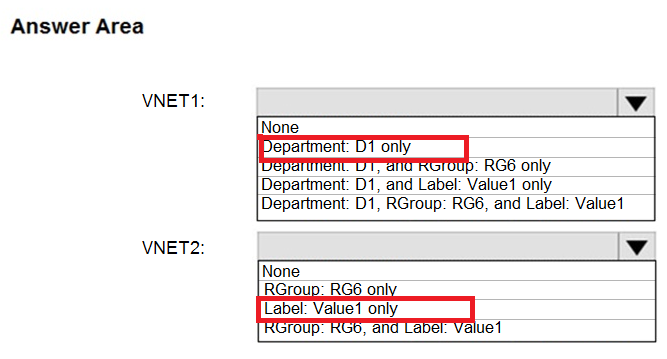 Answer Area
VNET1:
None
Department: D1 only
Department: D1, and RGroup: RG6 only
Department: D1, and Label: Value1 only
Department: D1, RGroup: RG6, and Label: Value1
VNET2:
None
RGroup: RG6 only
Label: Value1 only
RGroup: RG6, and Label: Value1